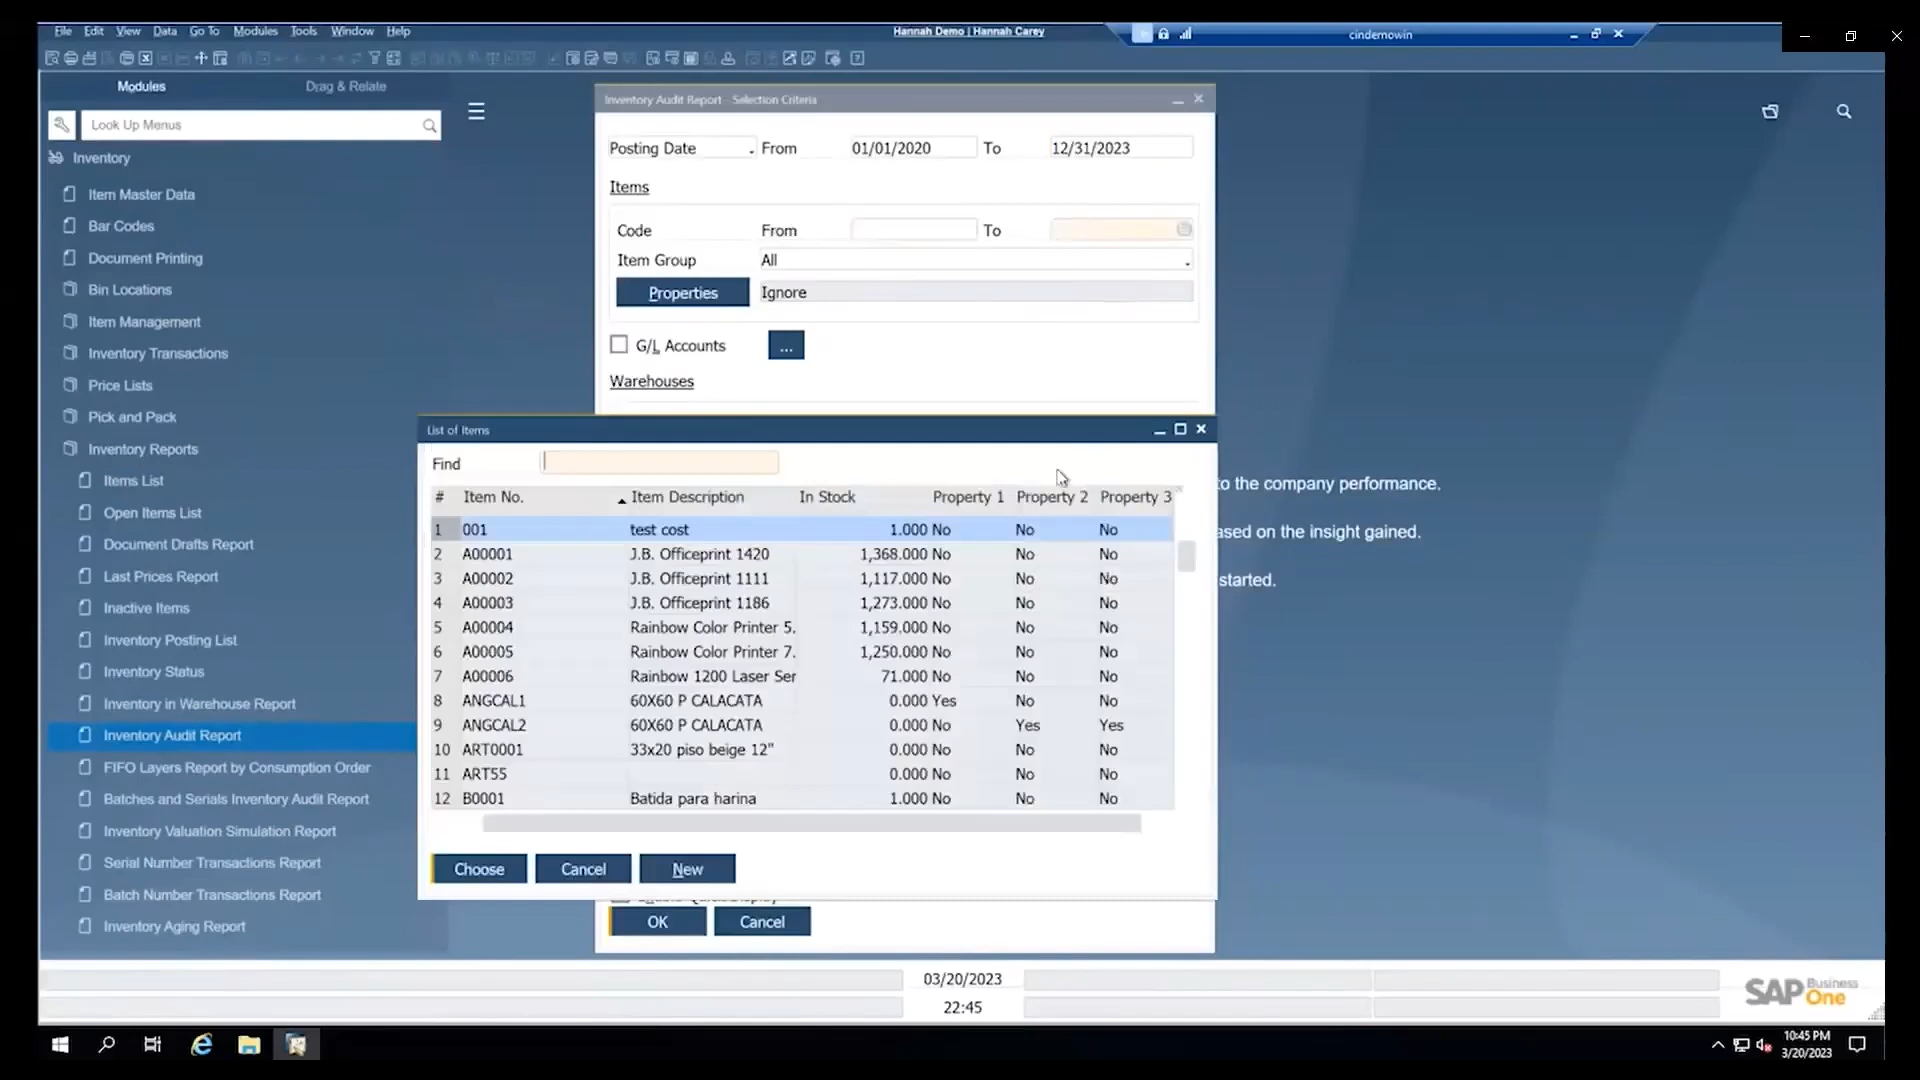 File Edit View Data Go To Modules Tools Window Help
Hannah Demo | Hannah Carey
cindemowin
Modules Drag & Relate
Look Up Menus
Inventory
Item Master Data
Bar Codes
Document Printing
Bin Locations
Item Management
Inventory Transactions
Price Lists
Pick and Pack
Inventory Reports
Items List
Open Items List
Document Drafts Report
Last Prices Report
Inactive Items
Inventory Posting List
Inventory Status
Inventory in Warehouse Report
Inventory Audit Report
FIFO Layers Report by Consumption Order
Batches and Serials Inventory Audit Report
Inventory Valuation Simulation Report
Serial Number Transactions Report
Batch Number Transactions Report
Inventory Aging Report
Inventory Audit Report - Selection Criteria
Posting Date From 01/01/2020 To 12/31/2023
Items
Code From To
Item Group All
Properties Ignore
G/L Accounts ...
Warehouses
List of Items
Find
# Item No. Item Description In Stock Property 1 Property 2 Property 3
1 001 test cost 1.000 No No No
2 A00001 J.B. Officeprint 1420 1,368.000 No No No
3 A00002 J.B. Officeprint 1111 1,117.000 No No No
4 A00003 J.B. Officeprint 1186 1,273.000 No No No
5 A00004 Rainbow Color Printer 5. 1,159.000 No No No
6 A00005 Rainbow Color Printer 7. 1,250.000 No No No
7 A00006 Rainbow 1200 Laser Ser 71.000 No No No
8 ANGCAL1 60X60 P CALACATA 0.000 Yes No No
9 ANGCAL2 60X60 P CALACATA 0.000 No Yes Yes
10 ART0001 33x20 piso beige 12" 0.000 No No No
11 ART55 0.000 No No No
12 B0001 Batida para harina 1.000 No No No
Choose Cancel New
OK Cancel
to the company performance.
ased on the insight gained.
started.
03/20/2023
22:45
SAP Business One
10:45 PM
3/20/2023